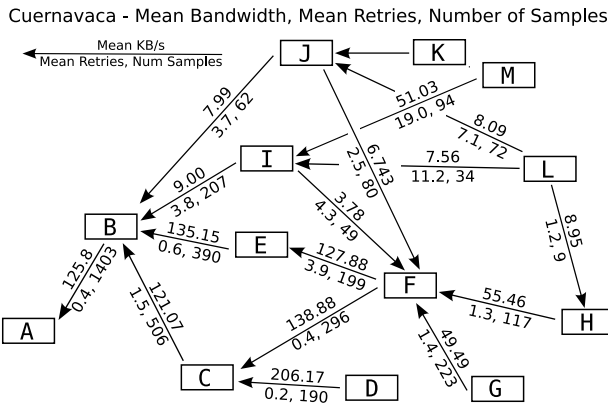 Cuernavaca - Mean Bandwidth, Mean Retries, Number of Samples
Mean KB/s
Mean Retries, Num Samples
J
K
M
7.99
3.7, 62
51.03
19.0, 94
8.09
7.1, 72
I
6.743
2.5, 80
7.56
11.2, 34
L
9.00
3.8, 207
3.78
4.3, 49
8.95
1.2, 9
B
135.15
0.6, 390
E
127.88
3.9, 199
F
125.8
0.4, 1403
121.07
1.5, 506
138.88
0.4, 296
55.46
1.3, 117
H
A
49.49
1.4, 223
C
206.17
0.2, 190
D
G